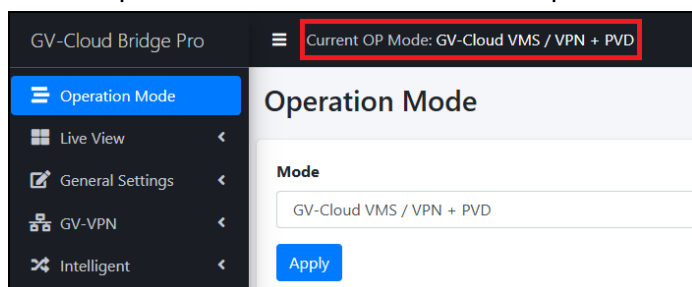 GV-Cloud Bridge Pro
Current OP Mode: GV-Cloud VMS / VPN + PVD
Operation Mode
Live View
General Settings
GV-VPN
Intelligent
Operation Mode
Mode
GV-Cloud VMS / VPN + PVD
Apply